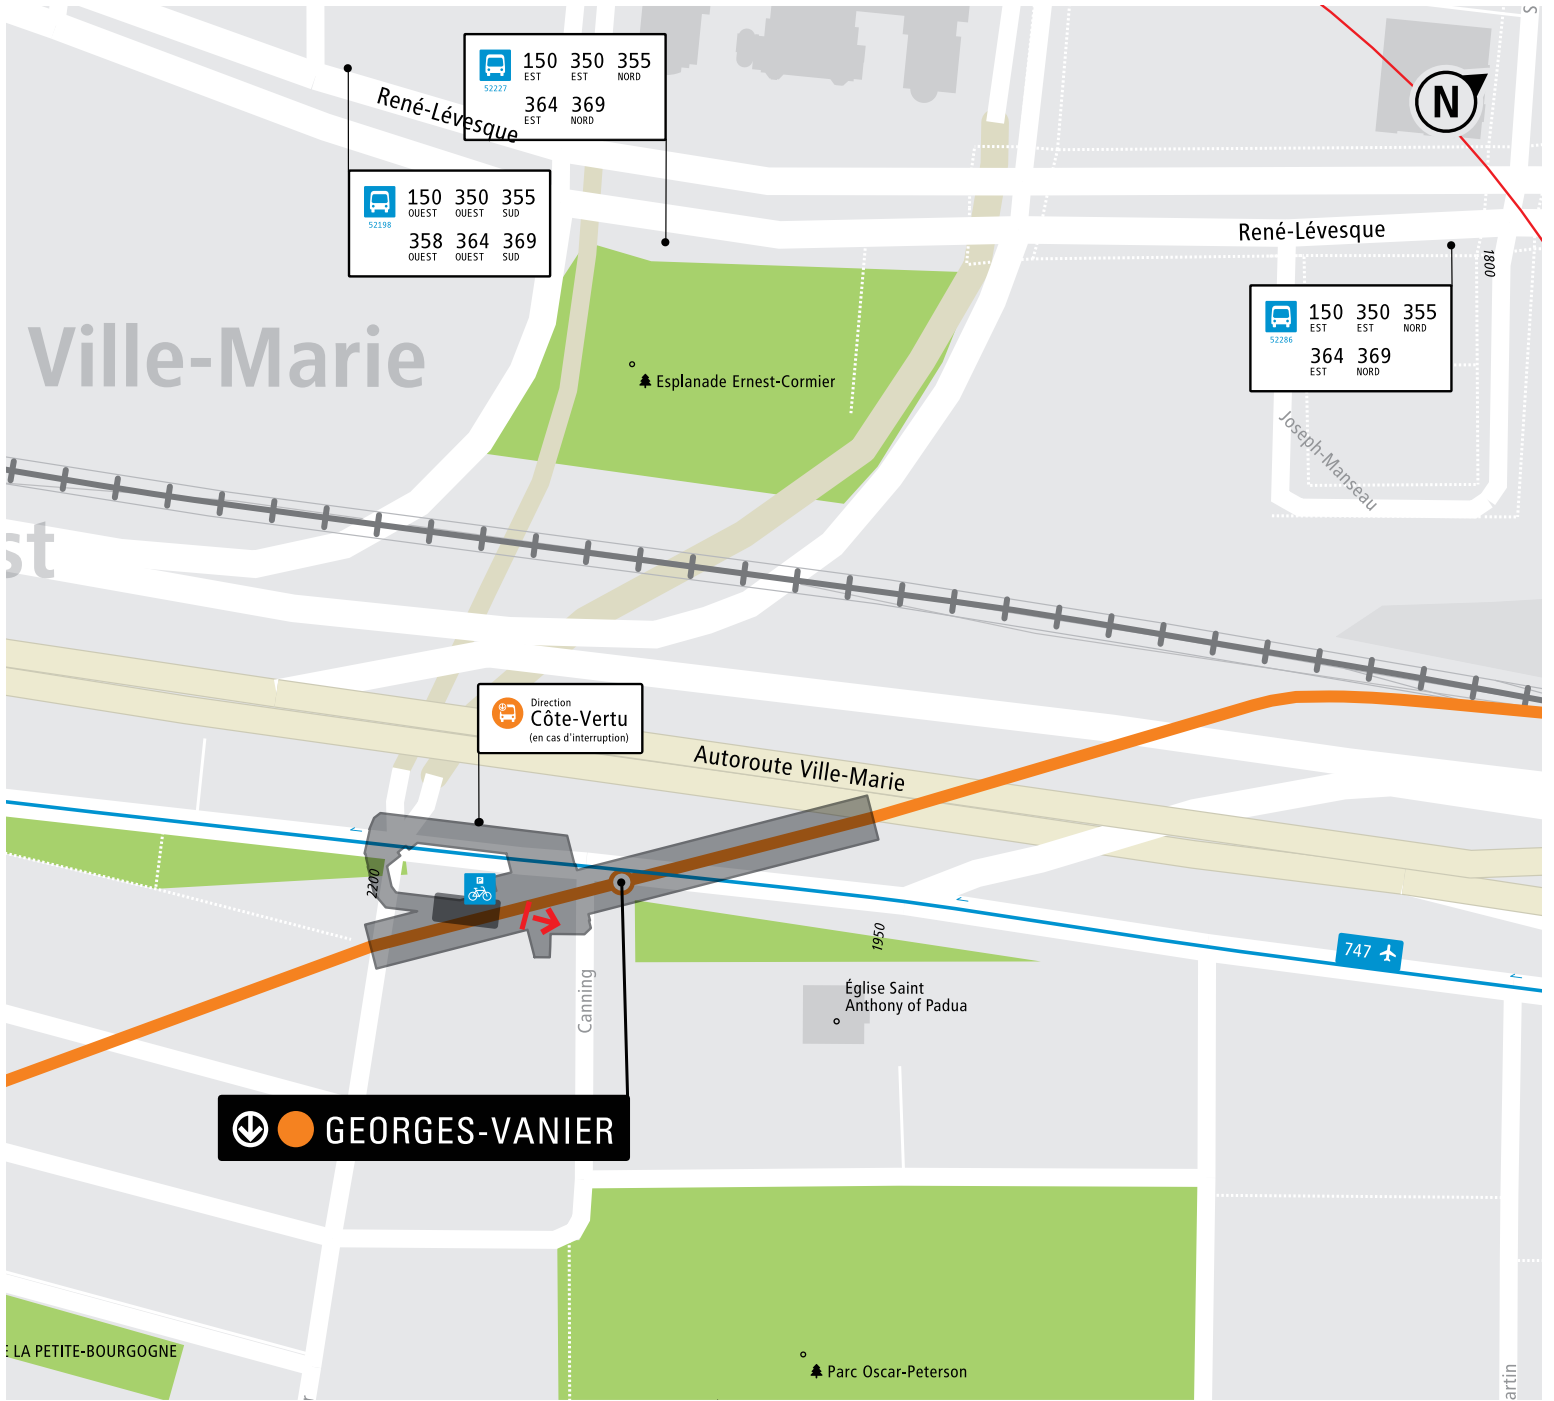 S
N
150 350 355
EST EST NORD
52227
364 369
EST NORD
René-Lévesque
150 350 355
OUEST OUEST SUD
52198
358 364 369
OUEST OUEST SUD
René-Lévesque
1800
150 350 355
EST EST NORD
52286
364 369
EST NORD
Ville-Marie
Esplanade Ernest-Cormier
Joseph-Manseau
st
Direction
Côte-Vertu
(en cas d'interruption)
Autoroute Ville-Marie
2200
P
1950
747
Canning
Église Saint
Anthony of Padua
GEORGES-VANIER
E LA PETITE-BOURGOGNE
Parc Oscar-Peterson
artin
r